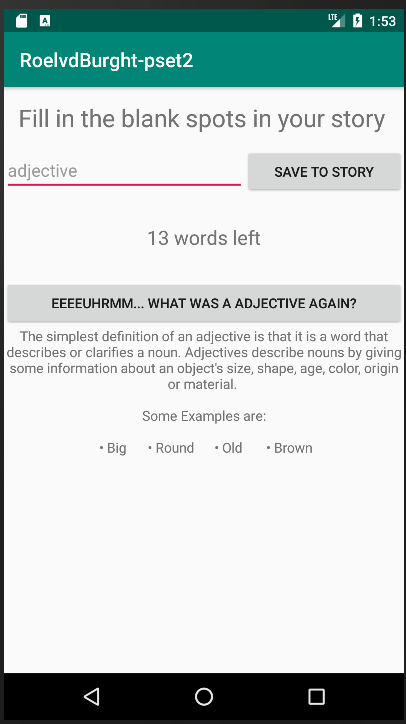 LTE 1:53
RoelvdBurght-pset2
Fill in the blank spots in your story
adjective SAVE TO STORY
13 words left
EEEEUHRMM... WHAT WAS A ADJECTIVE AGAIN?
The simplest definition of an adjective is that it is a word that
describes or clarifies a noun. Adjectives describe nouns by giving
some information about an object's size, shape, age, color, origin
or material.
Some Examples are:
• Big • Round • Old • Brown